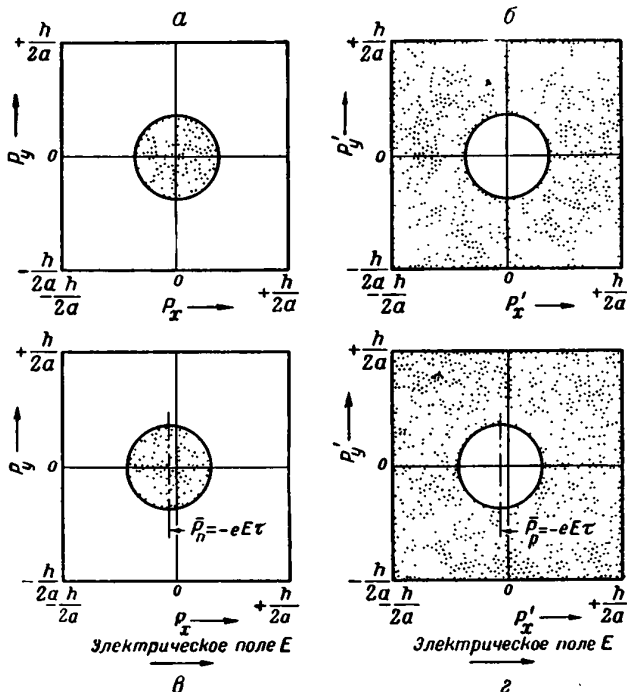 а
б
+ h/2a
P_y
0
- h/2a
- h/2a
0
+ h/2a
P_x
+ h/2a
P'_y
0
- h/2a
- h/2a
0
+ h/2a
P'_x
+ h/2a
P_y
0
P̄_n = -eEτ
- h/2a
- h/2a
0
+ h/2a
P_x
Электрическое поле E
в
+ h/2a
P'_y
0
P̄_p = -eEτ
- h/2a
- h/2a
0
+ h/2a
P'_x
Электрическое поле E
г